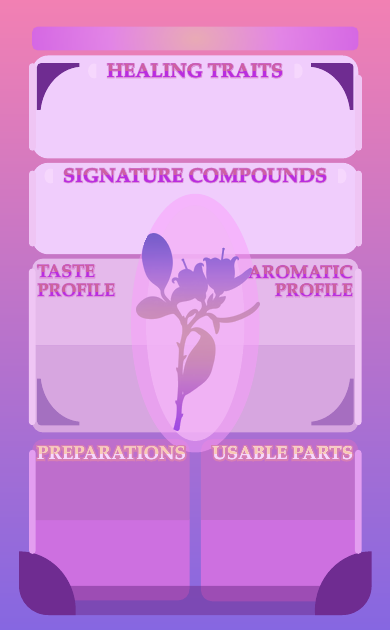 HEALING TRAITS
SIGNATURE COMPOUNDS
TASTE
PROFILE
AROMATIC
PROFILE
PREPARATIONS
USABLE PARTS